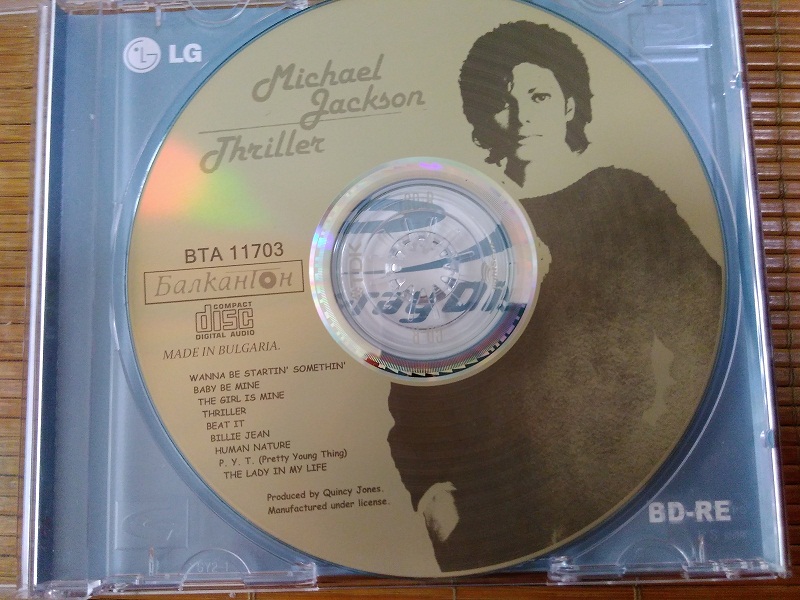 LG
Michael
Jackson
Thriller
BTA 11703
Балкантон
COMPACT
disc
DIGITAL AUDIO
MADE IN BULGARIA.
WANNA BE STARTIN' SOMETHIN'
BABY BE MINE
THE GIRL IS MINE
THRILLER
BEAT IT
BILLIE JEAN
HUMAN NATURE
P. Y. T. (Pretty Young Thing)
THE LADY IN MY LIFE
Produced by Quincy Jones.
Manufactured under license.
TDK
BD-RE